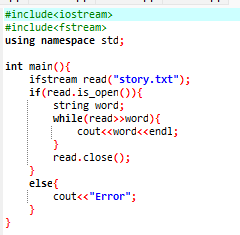 #include<iostream>
#include<fstream>
using namespace std;

int main(){
    ifstream read("story.txt");
    if(read.is_open()){
        string word;
        while(read>>word){
            cout<<word<<endl;
        }
        read.close();
    }
    else{
        cout<<"Error";
    }
}